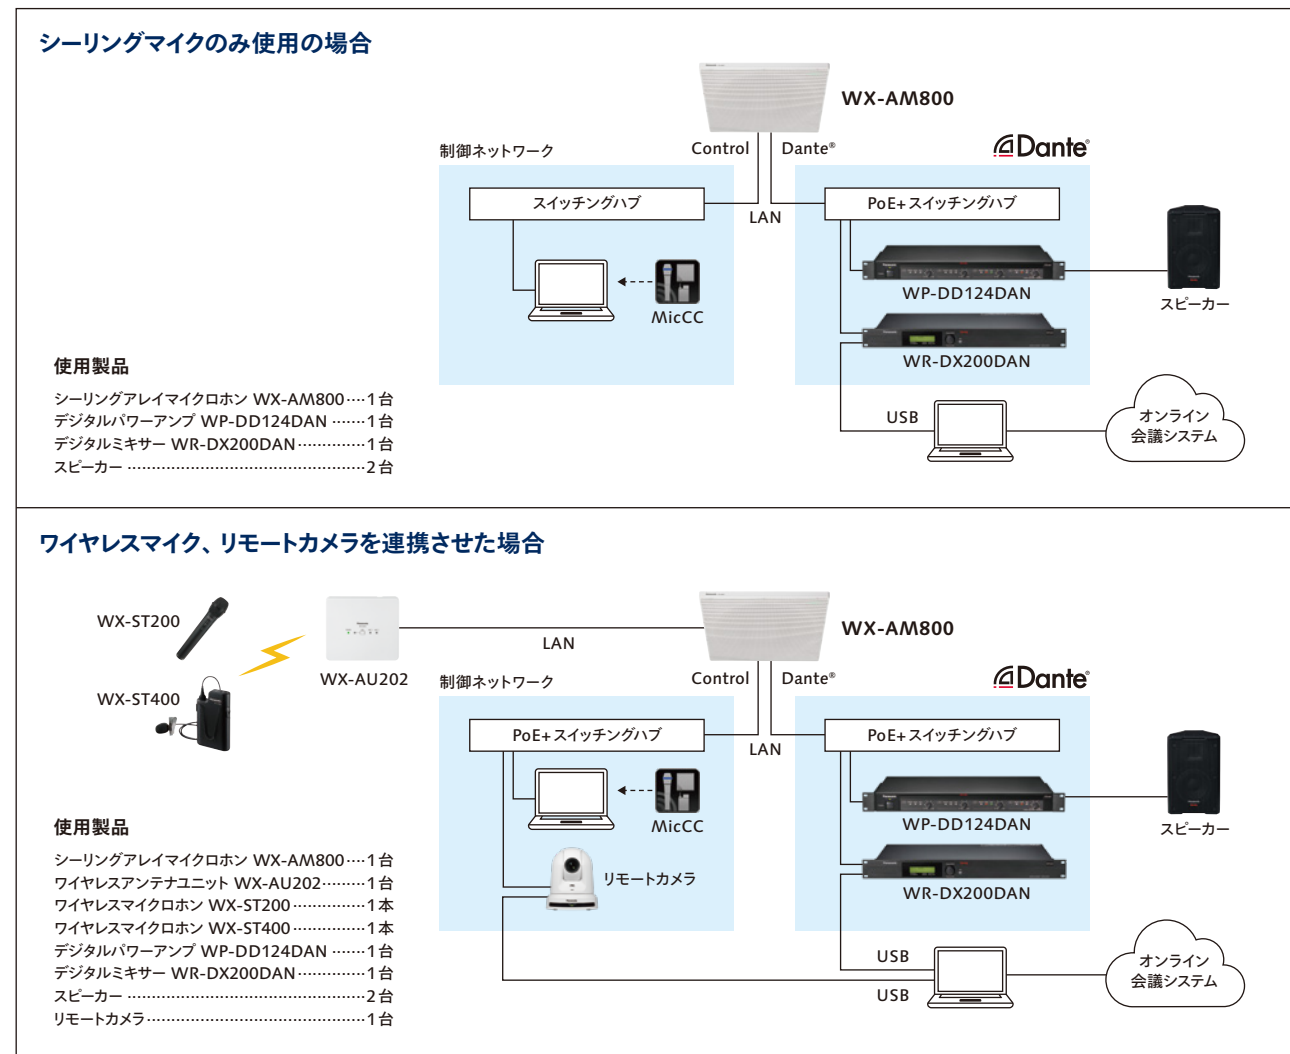 シーリングマイクのみ使用の場合
WX-AM800
制御ネットワーク
Control
Dante®
Dante®
スイッチングハブ
LAN
PoE+スイッチングハブ
MicCC
WP-DD124DAN
スピーカー
WR-DX200DAN
使用製品
シーリングアレイマイクロホン WX-AM800····1台
デジタルパワーアンプ WP-DD124DAN ·······1台
デジタルミキサー WR-DX200DAN··············1台
スピーカー ················································2台
USB
オンライン
会議システム
ワイヤレスマイク、リモートカメラを連携させた場合
WX-ST200
WX-ST400
WX-AU202
LAN
WX-AM800
制御ネットワーク
Control
Dante®
Dante®
PoE+スイッチングハブ
LAN
PoE+スイッチングハブ
MicCC
リモートカメラ
WP-DD124DAN
スピーカー
WR-DX200DAN
使用製品
シーリングアレイマイクロホン WX-AM800····1台
ワイヤレスアンテナユニット WX-AU202·········1台
ワイヤレスマイクロホン WX-ST200···············1本
ワイヤレスマイクロホン WX-ST400···············1本
デジタルパワーアンプ WP-DD124DAN ·······1台
デジタルミキサー WR-DX200DAN··············1台
スピーカー ················································2台
リモートカメラ············································1台
USB
USB
オンライン
会議システム